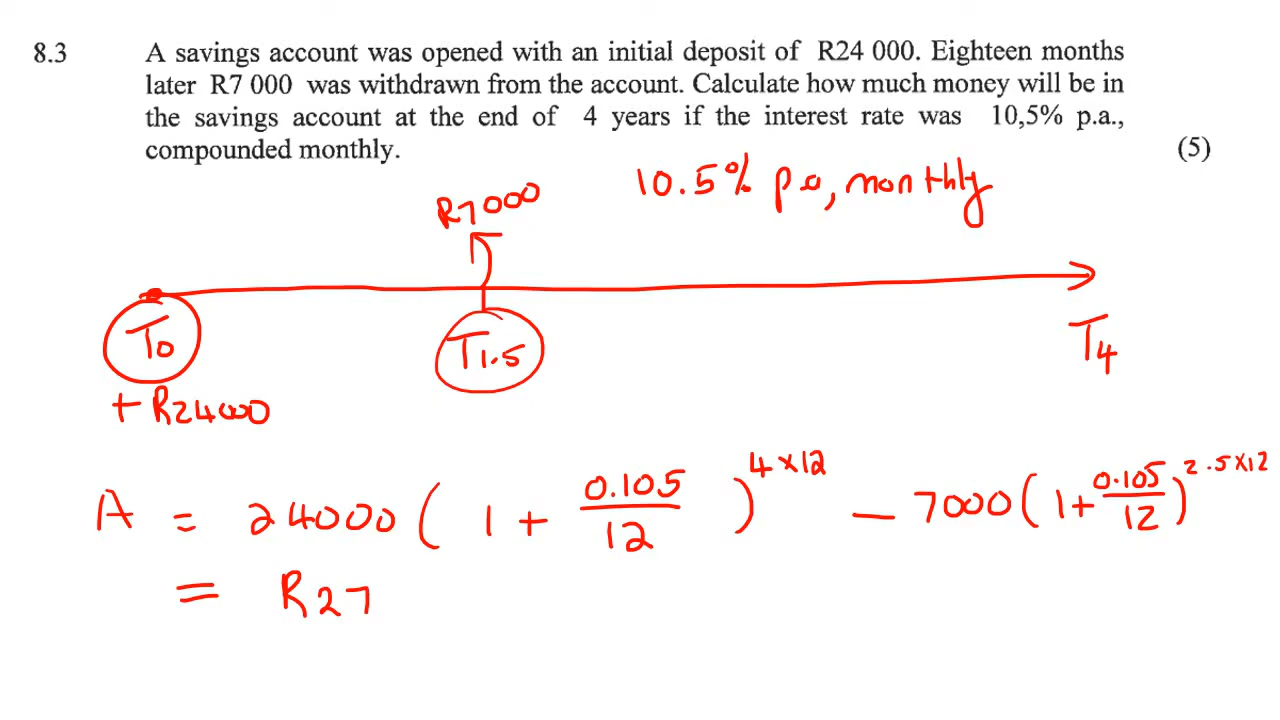 8.3 A savings account was opened with an initial deposit of R24 000. Eighteen months
later R7 000 was withdrawn from the account. Calculate how much money will be in
the savings account at the end of 4 years if the interest rate was 10,5% p.a.,
compounded monthly. (5)
10.5% p.a, monthly
R7000
T0
T1.5
T4
+ R24000
A = 24000 ( 1 + 0.105/12 )^4×12 — 7000 ( 1 + 0.105/12 )^2.5×12
= R27